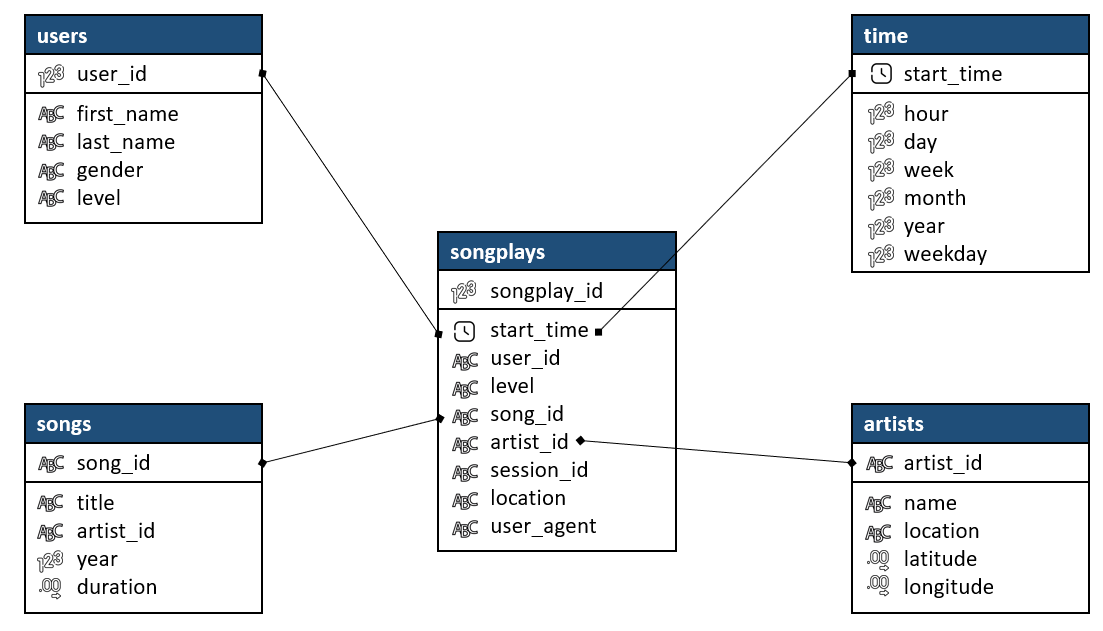 users
123 user_id
ABC first_name
ABC last_name
ABC gender
ABC level
time
start_time
123 hour
123 day
123 week
123 month
123 year
123 weekday
songplays
123 songplay_id
start_time
ABC user_id
ABC level
ABC song_id
ABC artist_id
ABC session_id
ABC location
ABC user_agent
songs
ABC song_id
ABC title
ABC artist_id
123 year
.00 duration
artists
ABC artist_id
ABC name
ABC location
.00 latitude
.00 longitude